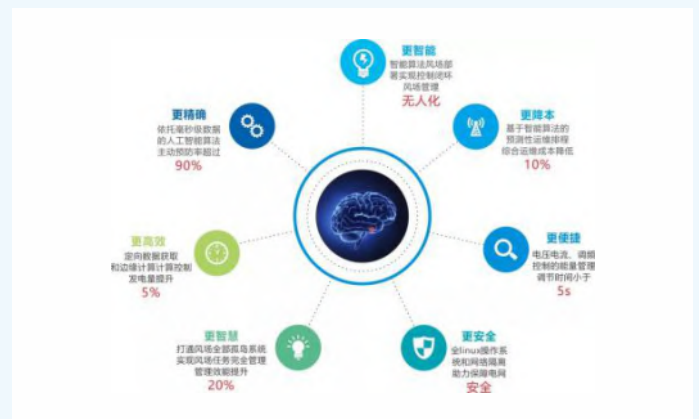 更智能
智能算法风场部
署实现控制闭环
风场管理
无人化
更降本
基于智能算法的
预测性运维排程
综合运维成本降低
10%
更便捷
电压电流、调频
控制的能量管理
调节时间小于
5s
更安全
全linux操作系
统和网络隔离
助力保障电网
安全
更智慧
打通风场全部孤岛系统
实现风场任务完全管理
管理效能提升
20%
更高效
定向数据获取
和边缘计算计算控制
发电量提升
5%
更精确
依托毫秒级数据
的人工智能算法
主动预防率超过
90%